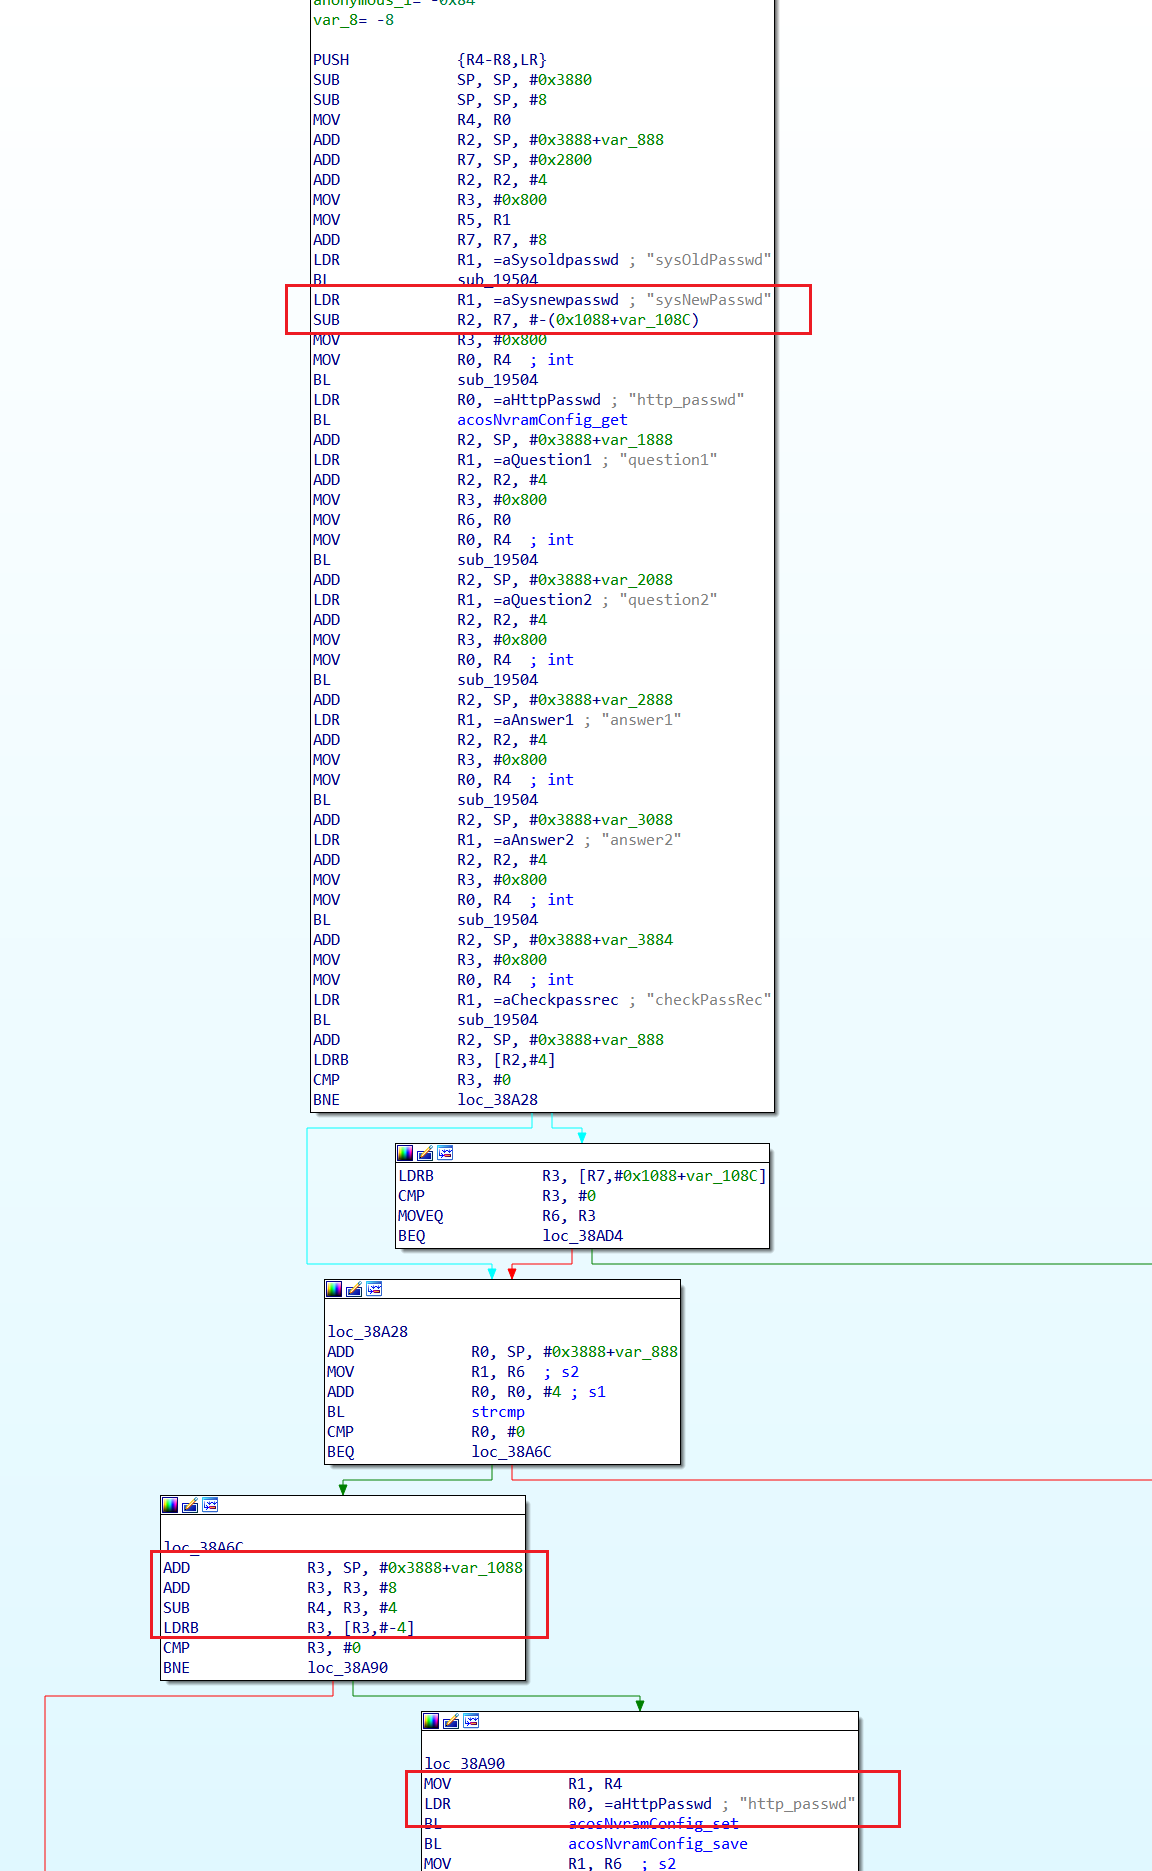 anonymous_1= -0x84
var_8= -8
PUSH {R4-R8,LR}
SUB SP, SP, #0x3880
SUB SP, SP, #8
MOV R4, R0
ADD R2, SP, #0x3888+var_888
ADD R7, SP, #0x2800
ADD R2, R2, #4
MOV R3, #0x800
MOV R5, R1
ADD R7, R7, #8
LDR R1, =aSysoldpasswd ; "sysOldPasswd"
BL sub_19504
LDR R1, =aSysnewpasswd ; "sysNewPasswd"
SUB R2, R7, #-(0x1088+var_108C)
MOV R3, #0x800
MOV R0, R4 ; int
BL sub_19504
LDR R0, =aHttpPasswd ; "http_passwd"
BL acosNvramConfig_get
ADD R2, SP, #0x3888+var_1888
LDR R1, =aQuestion1 ; "question1"
ADD R2, R2, #4
MOV R3, #0x800
MOV R6, R0
MOV R0, R4 ; int
BL sub_19504
ADD R2, SP, #0x3888+var_2088
LDR R1, =aQuestion2 ; "question2"
ADD R2, R2, #4
MOV R3, #0x800
MOV R0, R4 ; int
BL sub_19504
ADD R2, SP, #0x3888+var_2888
LDR R1, =aAnswer1 ; "answer1"
ADD R2, R2, #4
MOV R3, #0x800
MOV R0, R4 ; int
BL sub_19504
ADD R2, SP, #0x3888+var_3088
LDR R1, =aAnswer2 ; "answer2"
ADD R2, R2, #4
MOV R3, #0x800
MOV R0, R4 ; int
BL sub_19504
ADD R2, SP, #0x3888+var_3884
MOV R3, #0x800
MOV R0, R4 ; int
LDR R1, =aCheckpassrec ; "checkPassRec"
BL sub_19504
ADD R2, SP, #0x3888+var_888
LDRB R3, [R2,#4]
CMP R3, #0
BNE loc_38A28
LDRB R3, [R7,#0x1088+var_108C]
CMP R3, #0
MOVEQ R6, R3
BEQ loc_38AD4
loc_38A28
ADD R0, SP, #0x3888+var_888
MOV R1, R6 ; s2
ADD R0, R0, #4 ; s1
BL strcmp
CMP R0, #0
BEQ loc_38A6C
loc_38A6C
ADD R3, SP, #0x3888+var_1088
ADD R3, R3, #8
SUB R4, R3, #4
LDRB R3, [R3,#-4]
CMP R3, #0
BNE loc_38A90
loc_38A90
MOV R1, R4
LDR R0, =aHttpPasswd ; "http_passwd"
BL acosNvramConfig_set
BL acosNvramConfig_save
MOV R1, R6 ; s2